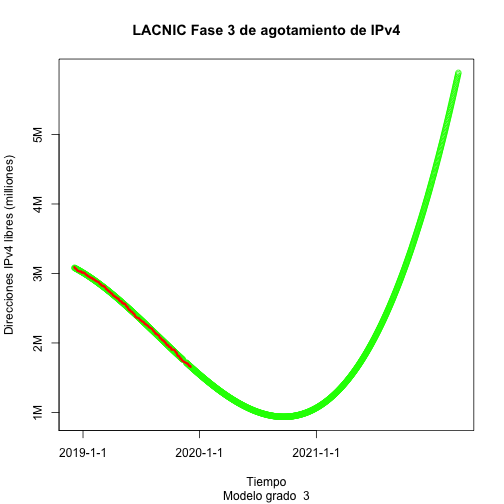 LACNIC Fase 3 de agotamiento de IPv4
Direcciones IPv4 libres (millones)
5M
4M
3M
2M
1M
2019-1-1 2020-1-1 2021-1-1
Tiempo
Modelo grado 3